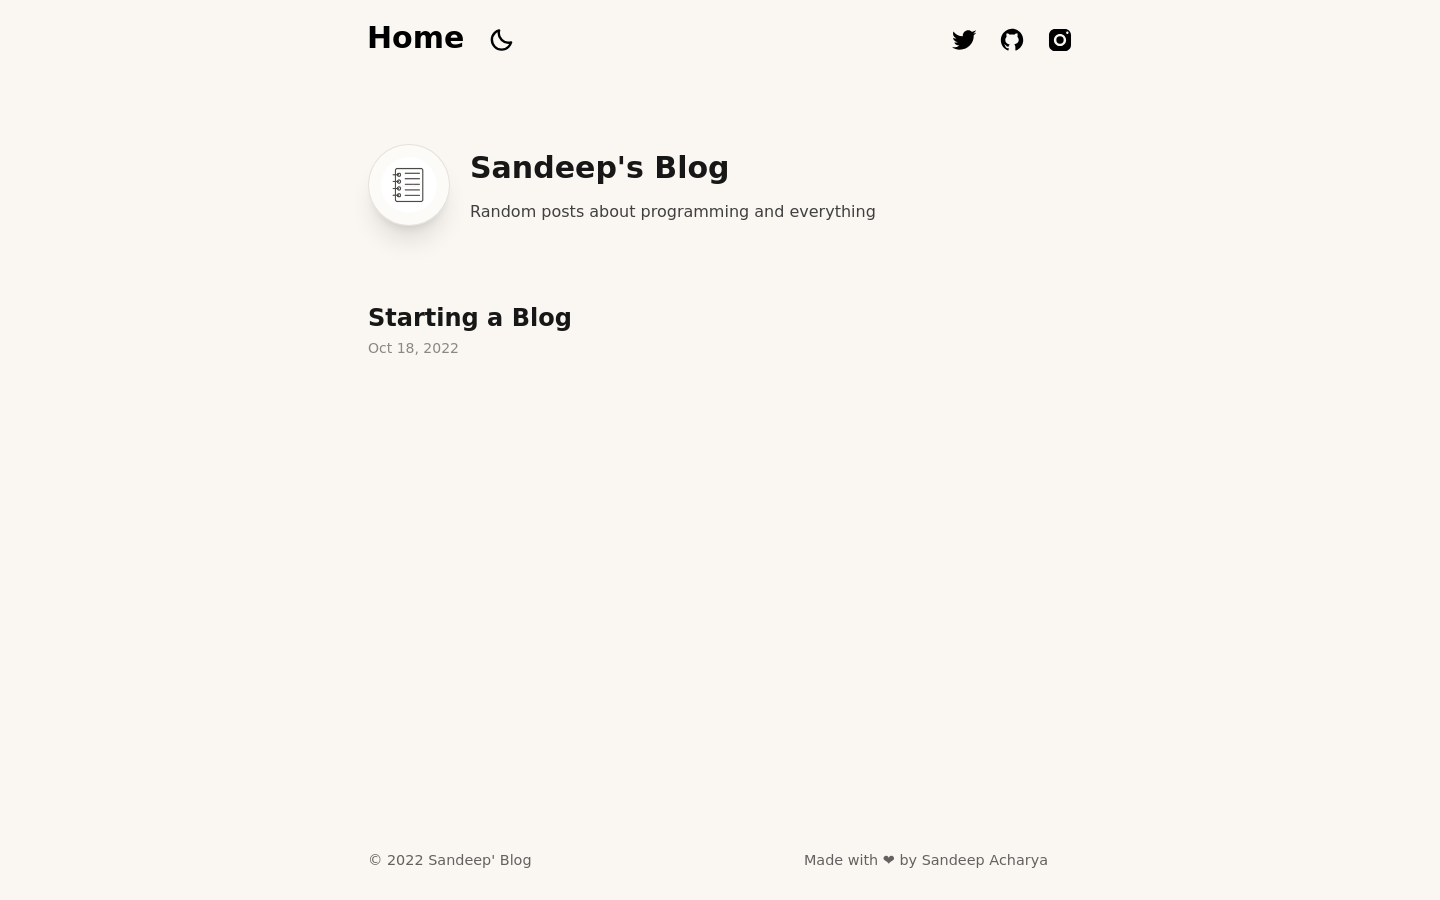 Home
Sandeep's Blog
Random posts about programming and everything
Starting a Blog
Oct 18, 2022
© 2022 Sandeep' Blog
Made with ❤ by Sandeep Acharya